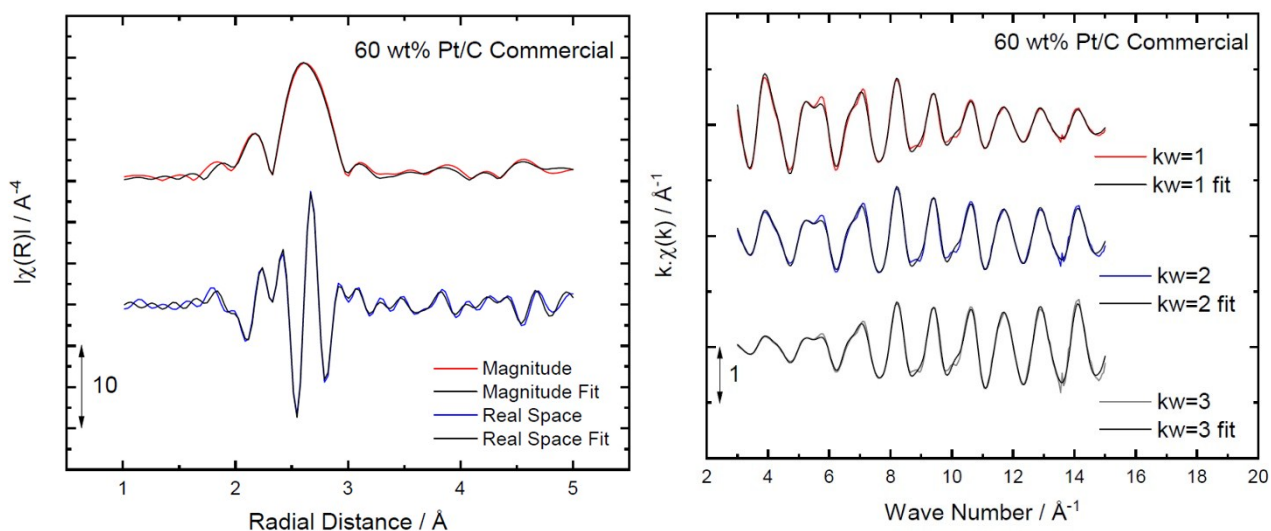 60 wt% Pt/C Commercial
Iχ(R)I / A⁻⁴
10
Magnitude
Magnitude Fit
Real Space
Real Space Fit
1 2 3 4 5
Radial Distance / Å
60 wt% Pt/C Commercial
k.χ(k) / Å⁻¹
kw=1
kw=1 fit
kw=2
kw=2 fit
1
kw=3
kw=3 fit
2 4 6 8 10 12 14 16 18 20
Wave Number / Å⁻¹